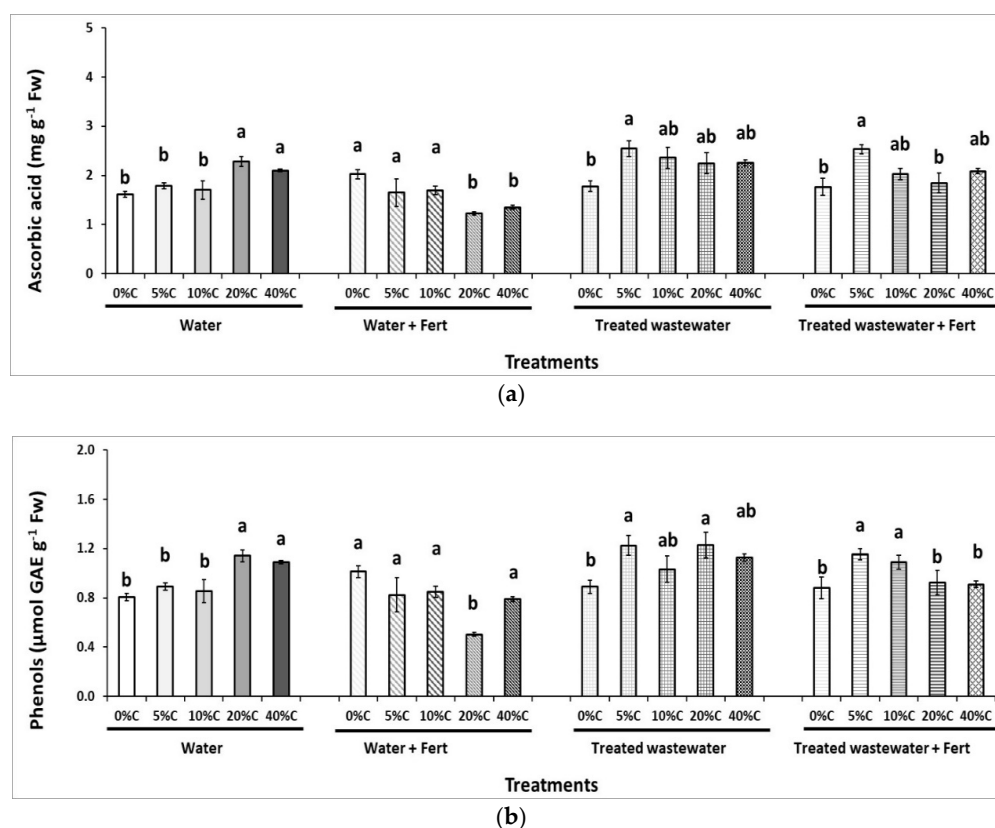 5
4
3
2
1
0
Ascorbic acid (mg g⁻¹ Fw)
b b b a a a a a b b b a ab ab ab b a ab b ab
0%C 5%C 10%C 20%C 40%C 0%C 5%C 10%C 20%C 40%C 0%C 5%C 10%C 20%C 40%C 0%C 5%C 10%C 20%C 40%C
Water Water + Fert Treated wastewater Treated wastewater + Fert
Treatments
(a)
2.0
1.6
1.2
0.8
0.4
0.0
Phenols (µmol GAE g⁻¹ Fw)
b b b a a a a a b a b a ab a ab b a a b b
0%C 5%C 10%C 20%C 40%C 0%C 5%C 10%C 20%C 40%C 0%C 5%C 10%C 20%C 40%C 0%C 5%C 10%C 20%C 40%C
Water Water + Fert Treated wastewater Treated wastewater + Fert
Treatments
(b)